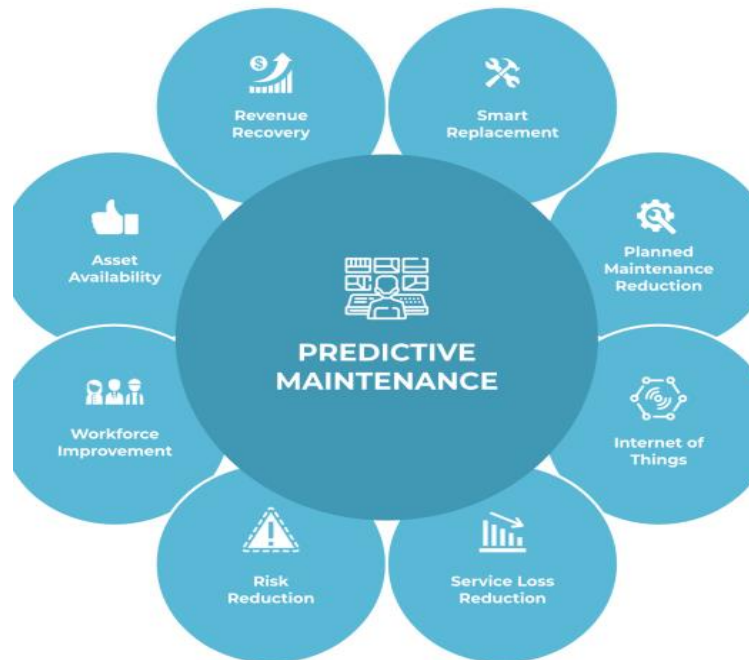 $
Revenue
Recovery
Smart
Replacement
Asset
Availability
Planned
Maintenance
Reduction
PREDICTIVE
MAINTENANCE
Workforce
Improvement
Internet of
Things
Risk
Reduction
Service Loss
Reduction